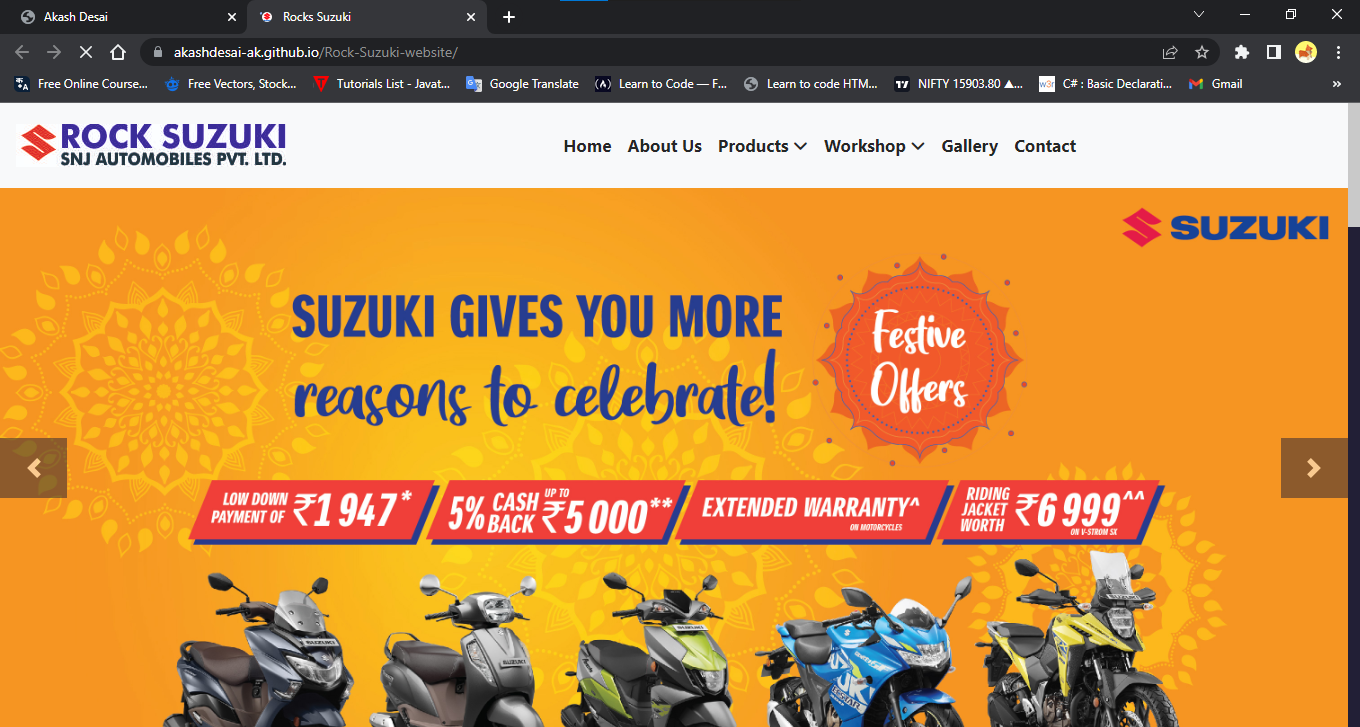 Akash Desai
Rocks Suzuki
akashdesai-ak.github.io/Rock-Suzuki-website/
Free Online Course...
Free Vectors, Stock...
Tutorials List - Javat...
Google Translate
Learn to Code — F...
Learn to code HTM...
NIFTY 15903.80 ▲...
C# : Basic Declarati...
Gmail
»
ROCK SUZUKI
SNJ AUTOMOBILES PVT. LTD.
Home
About Us
Products
Workshop
Gallery
Contact
SUZUKI
SUZUKI GIVES YOU MORE
reasons to celebrate!
Festive
Offers
LOW DOWN
PAYMENT OF
₹1 947*
5% CASH
BACK
UP TO
₹5 000**
EXTENDED WARRANTY^
ON MOTORCYCLES
RIDING
JACKET
WORTH
₹6 999^^
ON V-STROM SX
SUZUKI
SUZUKI
SUZUKI
SUZUKI